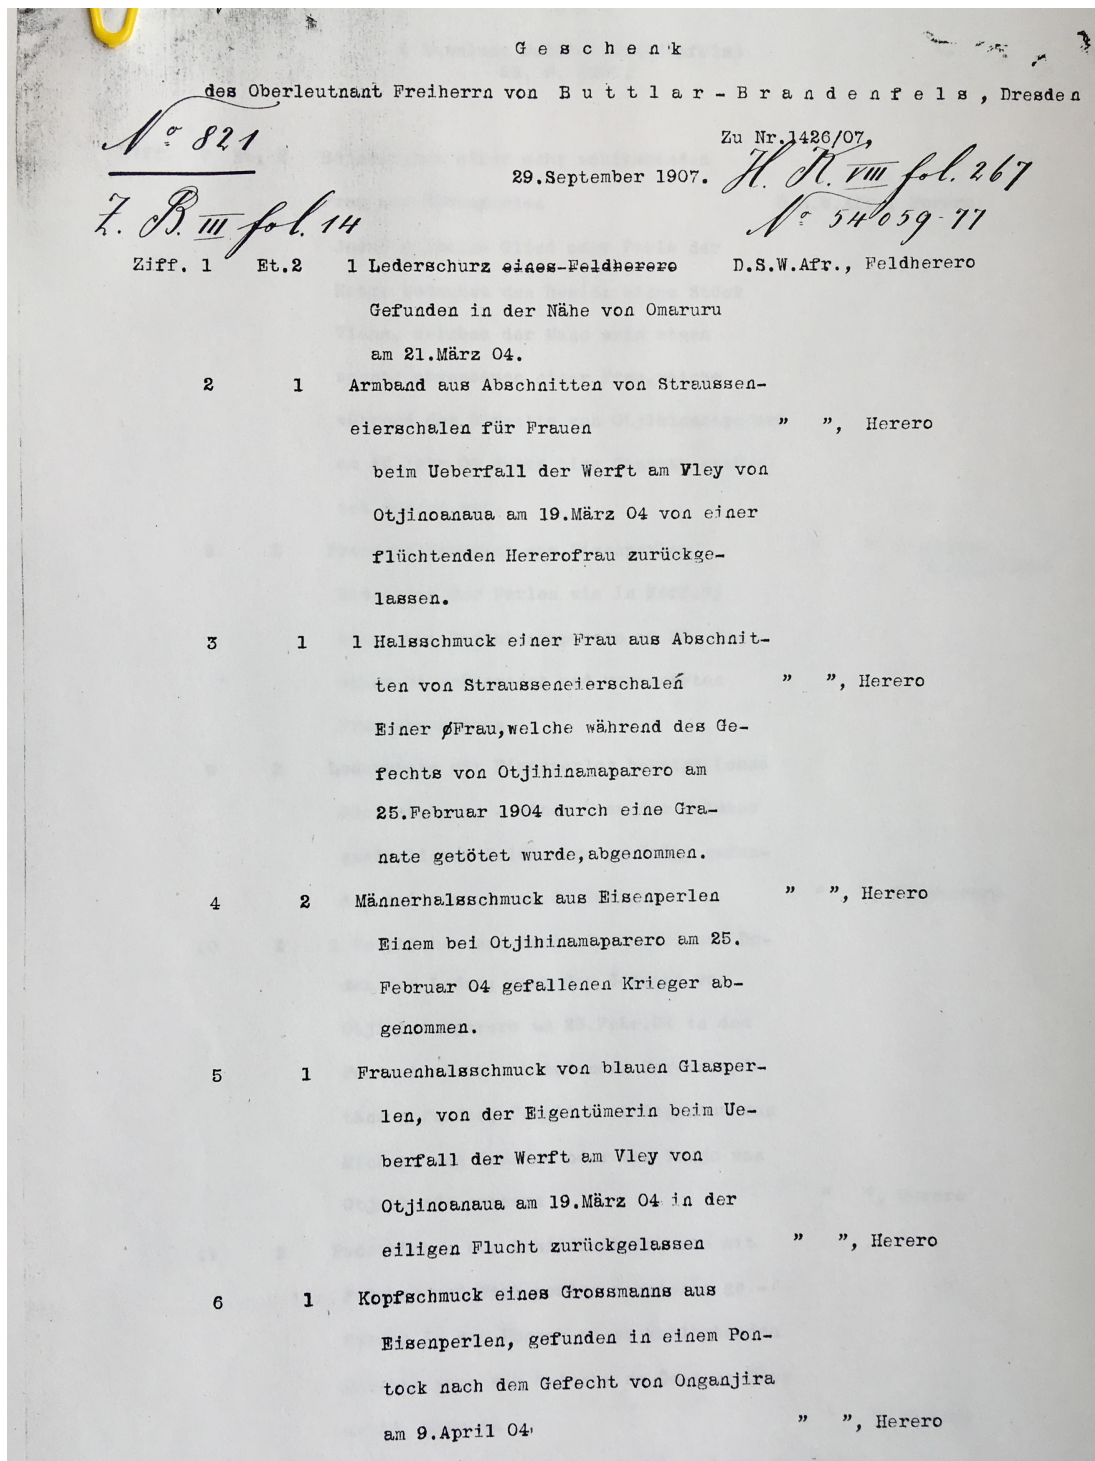 Geschenk
des Oberleutnant Freiherrn von Buttlar-Brandenfels, Dresden
No 821
Zu Nr.1426/07,
29.September 1907.
H. K. VIII fol. 267
Z. B. III fol. 14
No 54059-77
Ziff. 1 Et.2 1 Lederschurz eines Feldherero D.S.W.Afr., Feldherero
Gefunden in der Nähe von Omaruru
am 21.März 04.
2 1 Armband aus Abschnitten von Straussen-
eierschalen für Frauen " ", Herero
beim Ueberfall der Werft am Vley von
Otjinoanaua am 19.März 04 von einer
flüchtenden Hererofrau zurückge-
lassen.
3 1 1 Halsschmuck einer Frau aus Abschnit-
ten von Strausseneierschalen " ", Herero
Einer Frau,welche während des Ge-
fechts von Otjihinamaparero am
25.Februar 1904 durch eine Gra-
nate getötet wurde,abgenommen.
4 2 Männerhalsschmuck aus Eisenperlen " ", Herero
Einem bei Otjihinamaparero am 25.
Februar 04 gefallenen Krieger ab-
genommen.
5 1 Frauenhalsschmuck von blauen Glasper-
len, von der Eigentümerin beim Ue-
berfall der Werft am Vley von
Otjinoanaua am 19.März 04 in der
eiligen Flucht zurückgelassen " ", Herero
6 1 Kopfschmuck eines Grossmanns aus
Eisenperlen, gefunden in einem Pon-
tock nach dem Gefecht von Onganjira
am 9.April 04. " ", Herero